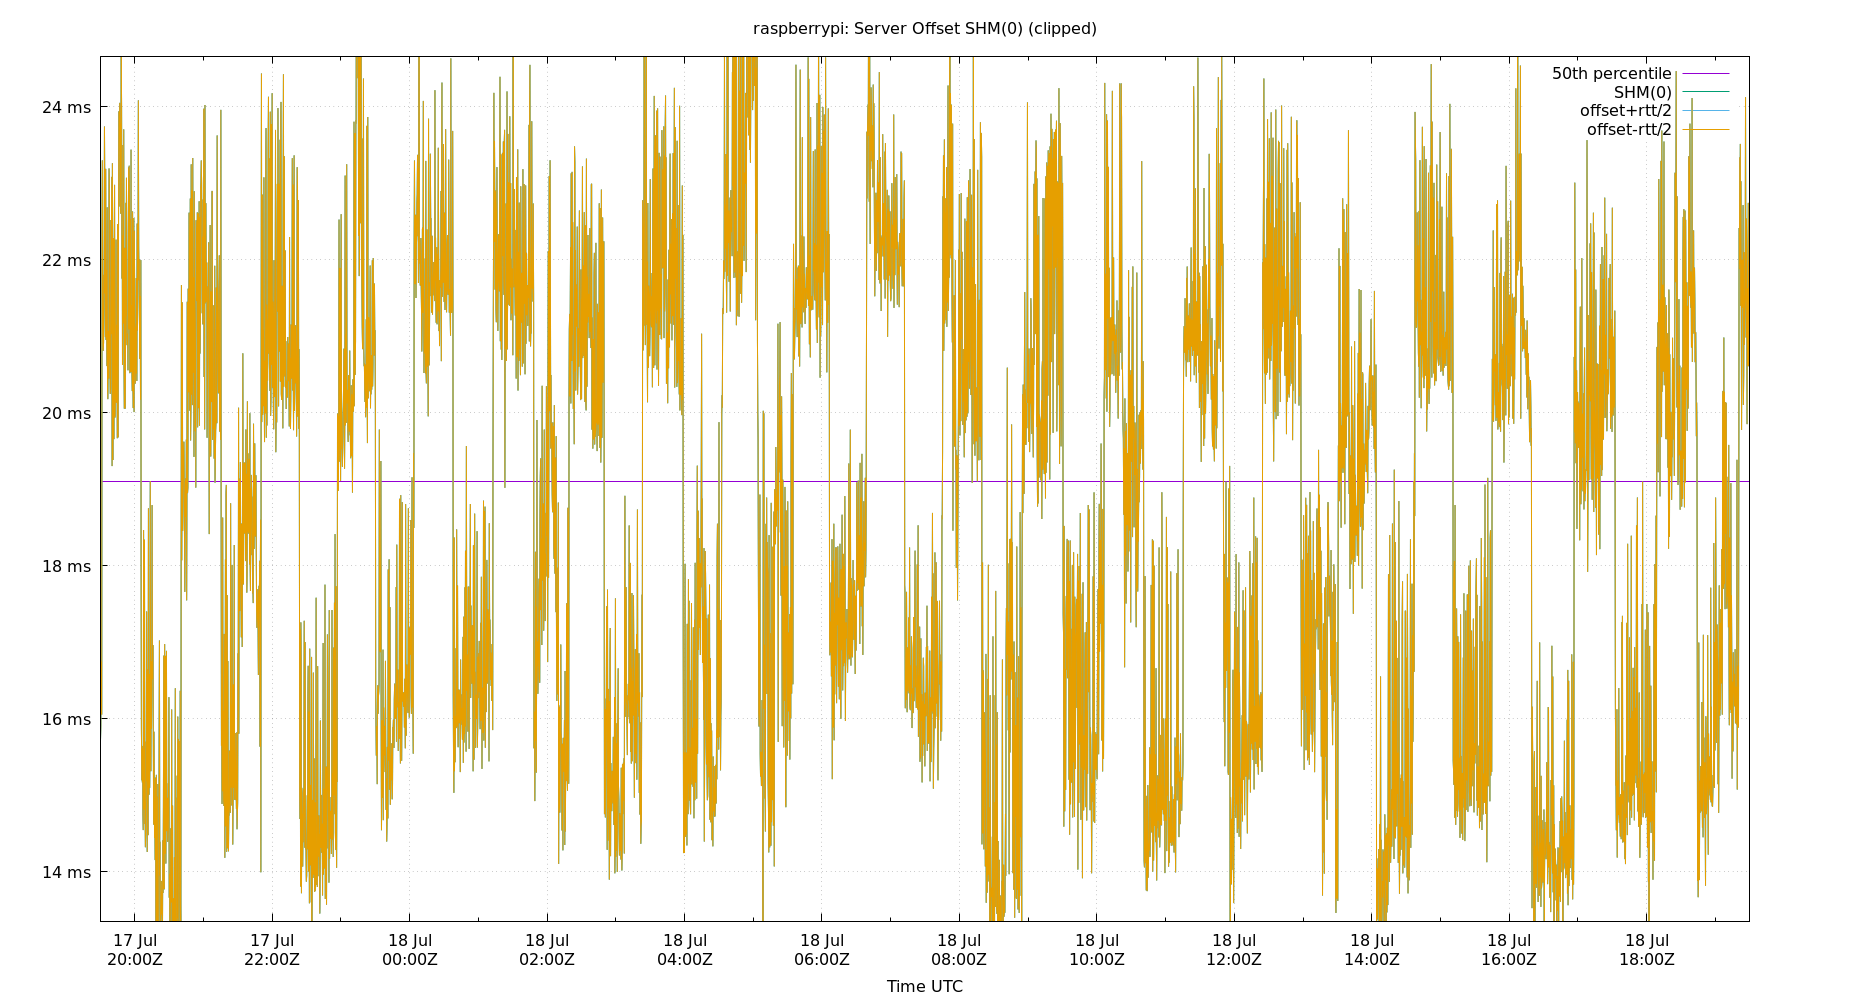 raspberrypi: Server Offset SHM(0) (clipped)
50th percentile
SHM(0)
offset+rtt/2
offset-rtt/2
24 ms
22 ms
20 ms
18 ms
16 ms
14 ms
17 Jul 17 Jul 18 Jul 18 Jul 18 Jul 18 Jul 18 Jul 18 Jul 18 Jul 18 Jul 18 Jul 18 Jul
20:00Z 22:00Z 00:00Z 02:00Z 04:00Z 06:00Z 08:00Z 10:00Z 12:00Z 14:00Z 16:00Z 18:00Z
Time UTC